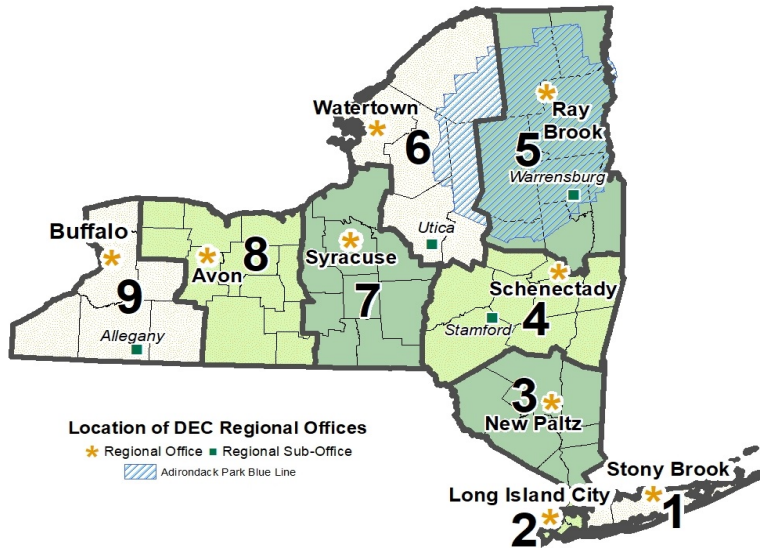 Watertown
6
Ray
Brook
5
Warrensburg
Utica
Buffalo
9
Allegany
Avon
8
Syracuse
7
Schenectady
Stamford
4
3
New Paltz
Stony Brook
1
Long Island City
2
Location of DEC Regional Offices
Regional Office
Regional Sub-Office
Adirondack Park Blue Line